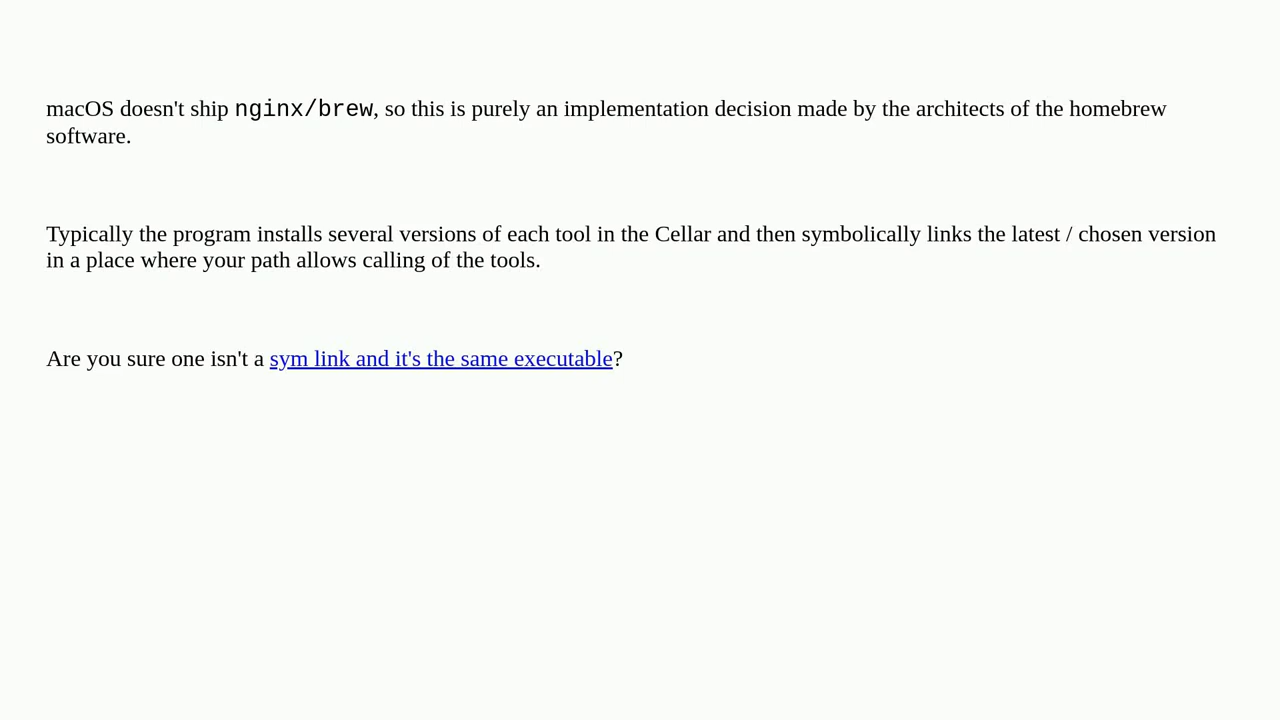 macOS doesn't ship nginx/brew, so this is purely an implementation decision made by the architects of the homebrew
software.
Typically the program installs several versions of each tool in the Cellar and then symbolically links the latest / chosen version
in a place where your path allows calling of the tools.
Are you sure one isn't a sym link and it's the same executable?